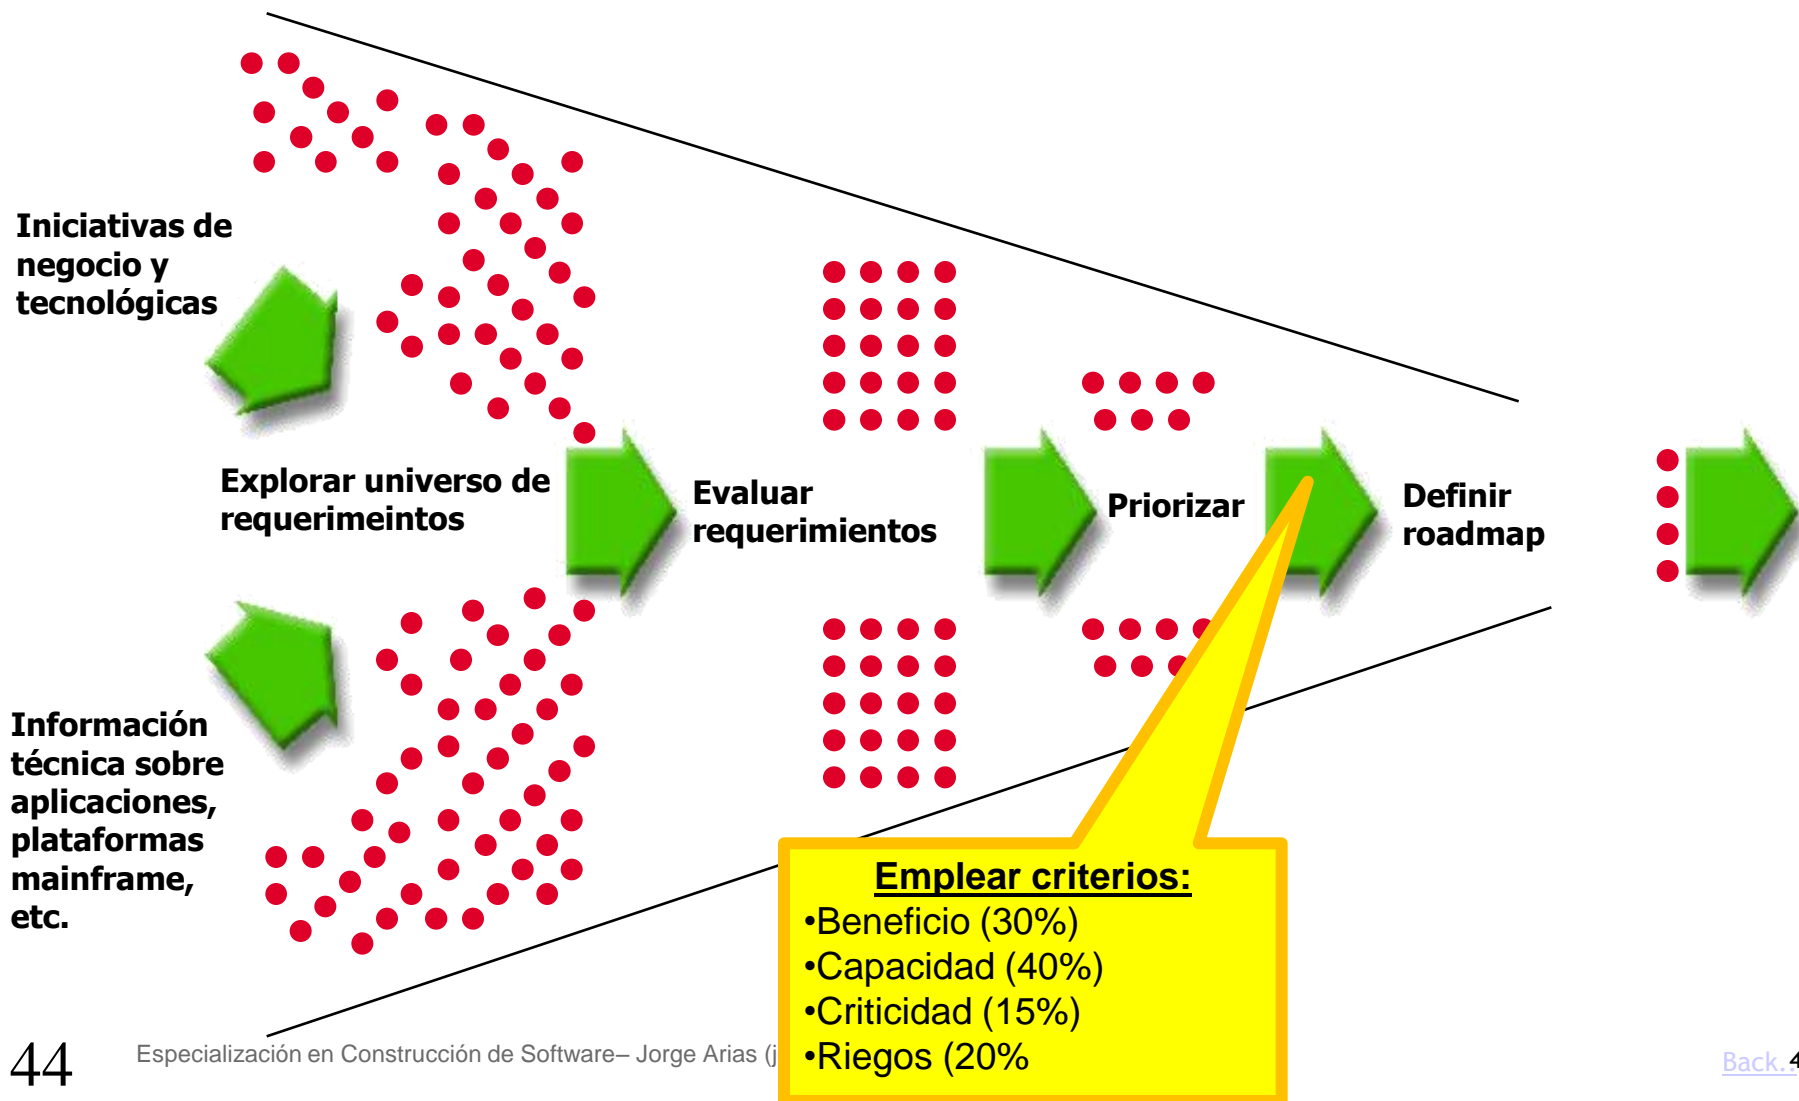 Iniciativas de
negocio y
tecnológicas
Explorar universo de
requerimeintos
Evaluar
requerimientos
Priorizar
Definir
roadmap
Información
técnica sobre
aplicaciones,
plataformas
mainframe,
etc.
Emplear criterios:
•Beneficio (30%)
•Capacidad (40%)
•Criticidad (15%)
•Riegos (20%
44
Especialización en Construcción de Software– Jorge Arias (j
Back..4